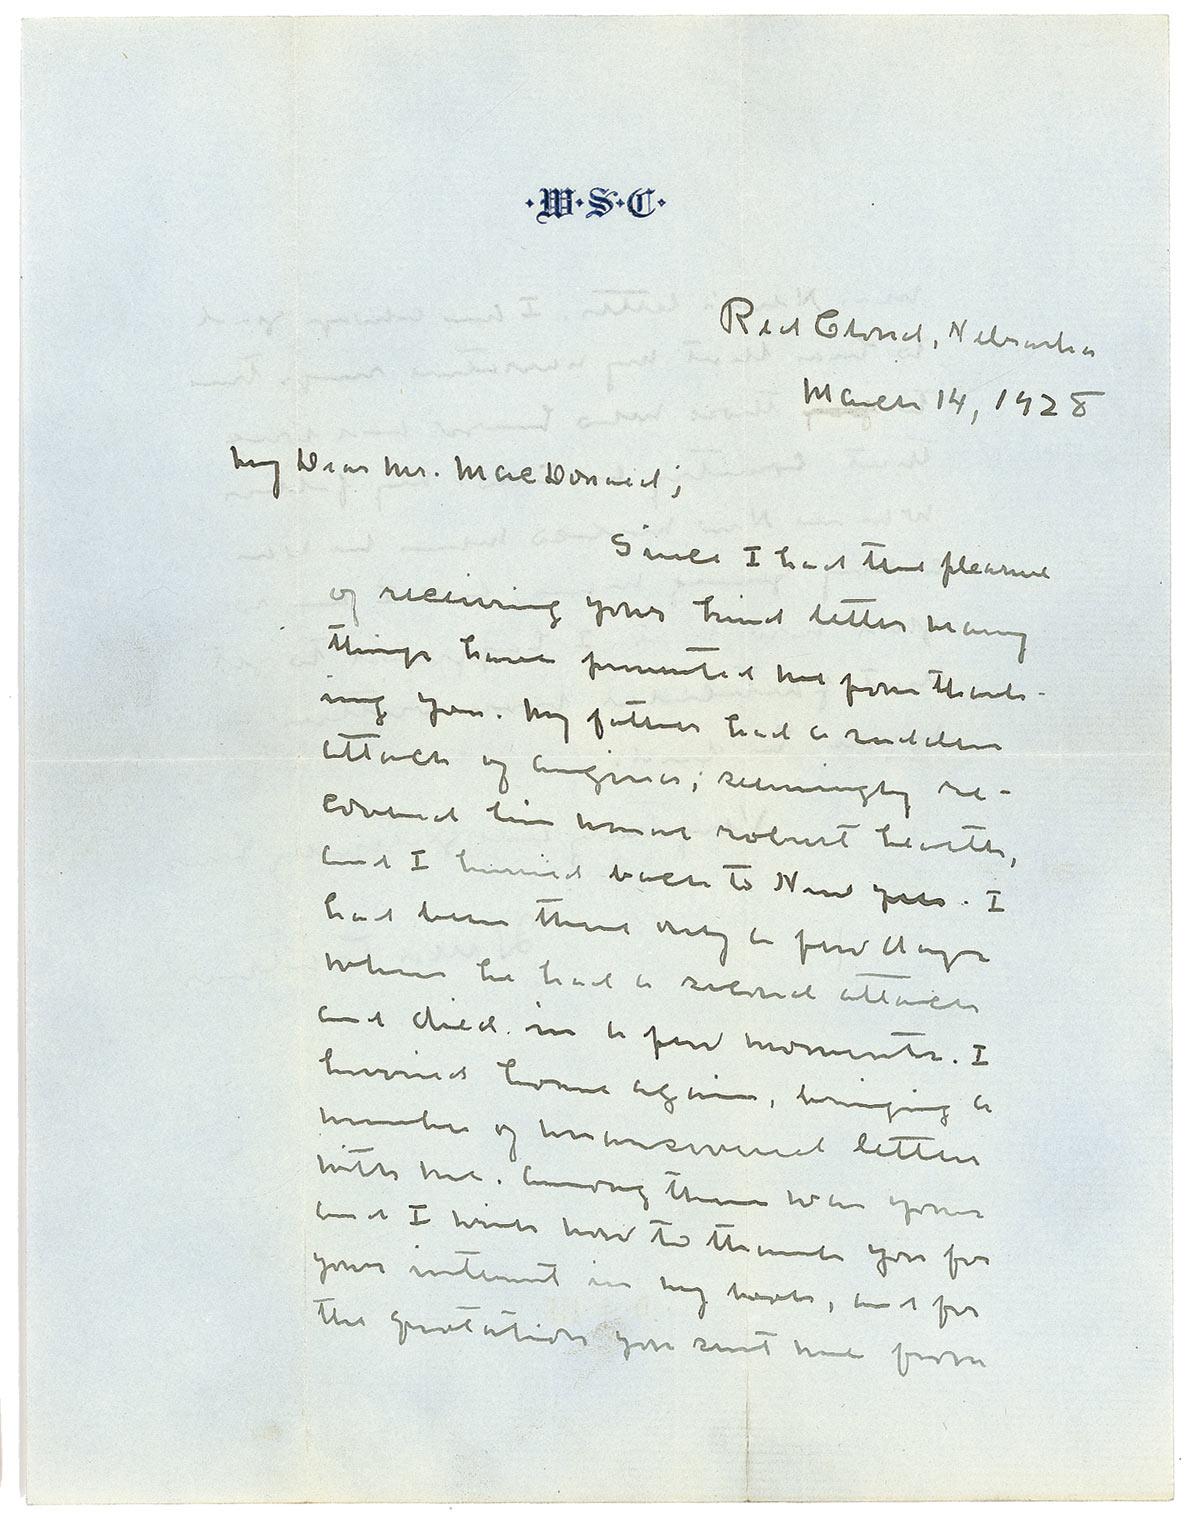 ·W·S·C·
Red Cloud, Nebraska
March 14, 1928
My Dear Mr. MacDonald;
Since I had the pleasure
of receiving your kind letter many
things have prevented me from thank-
ing you. My father had a sudden
attack of angina; seemingly re-
covered his usual robust health,
and I hurried back to New York. I
had been there only a few days
when he had a second attack
and died in a few moments. I
hurried home again, bringing a
number of unanswered letters
with me. Among them was yours
and I wish now to thank you for
your interest in my book, and for
the quotation you sent me from